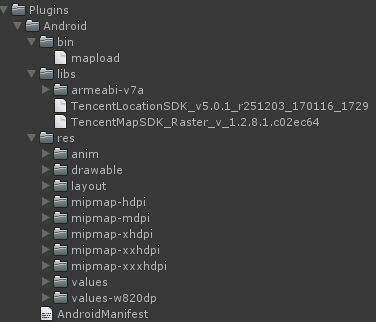 Plugins
Android
bin
mapload
libs
armeabi-v7a
TencentLocationSDK_v5.0.1_r251203_170116_1729
TencentMapSDK_Raster_v_1.2.8.1.c02ec64
res
anim
drawable
layout
mipmap-hdpi
mipmap-mdpi
mipmap-xhdpi
mipmap-xxhdpi
mipmap-xxxhdpi
values
values-w820dp
AndroidManifest